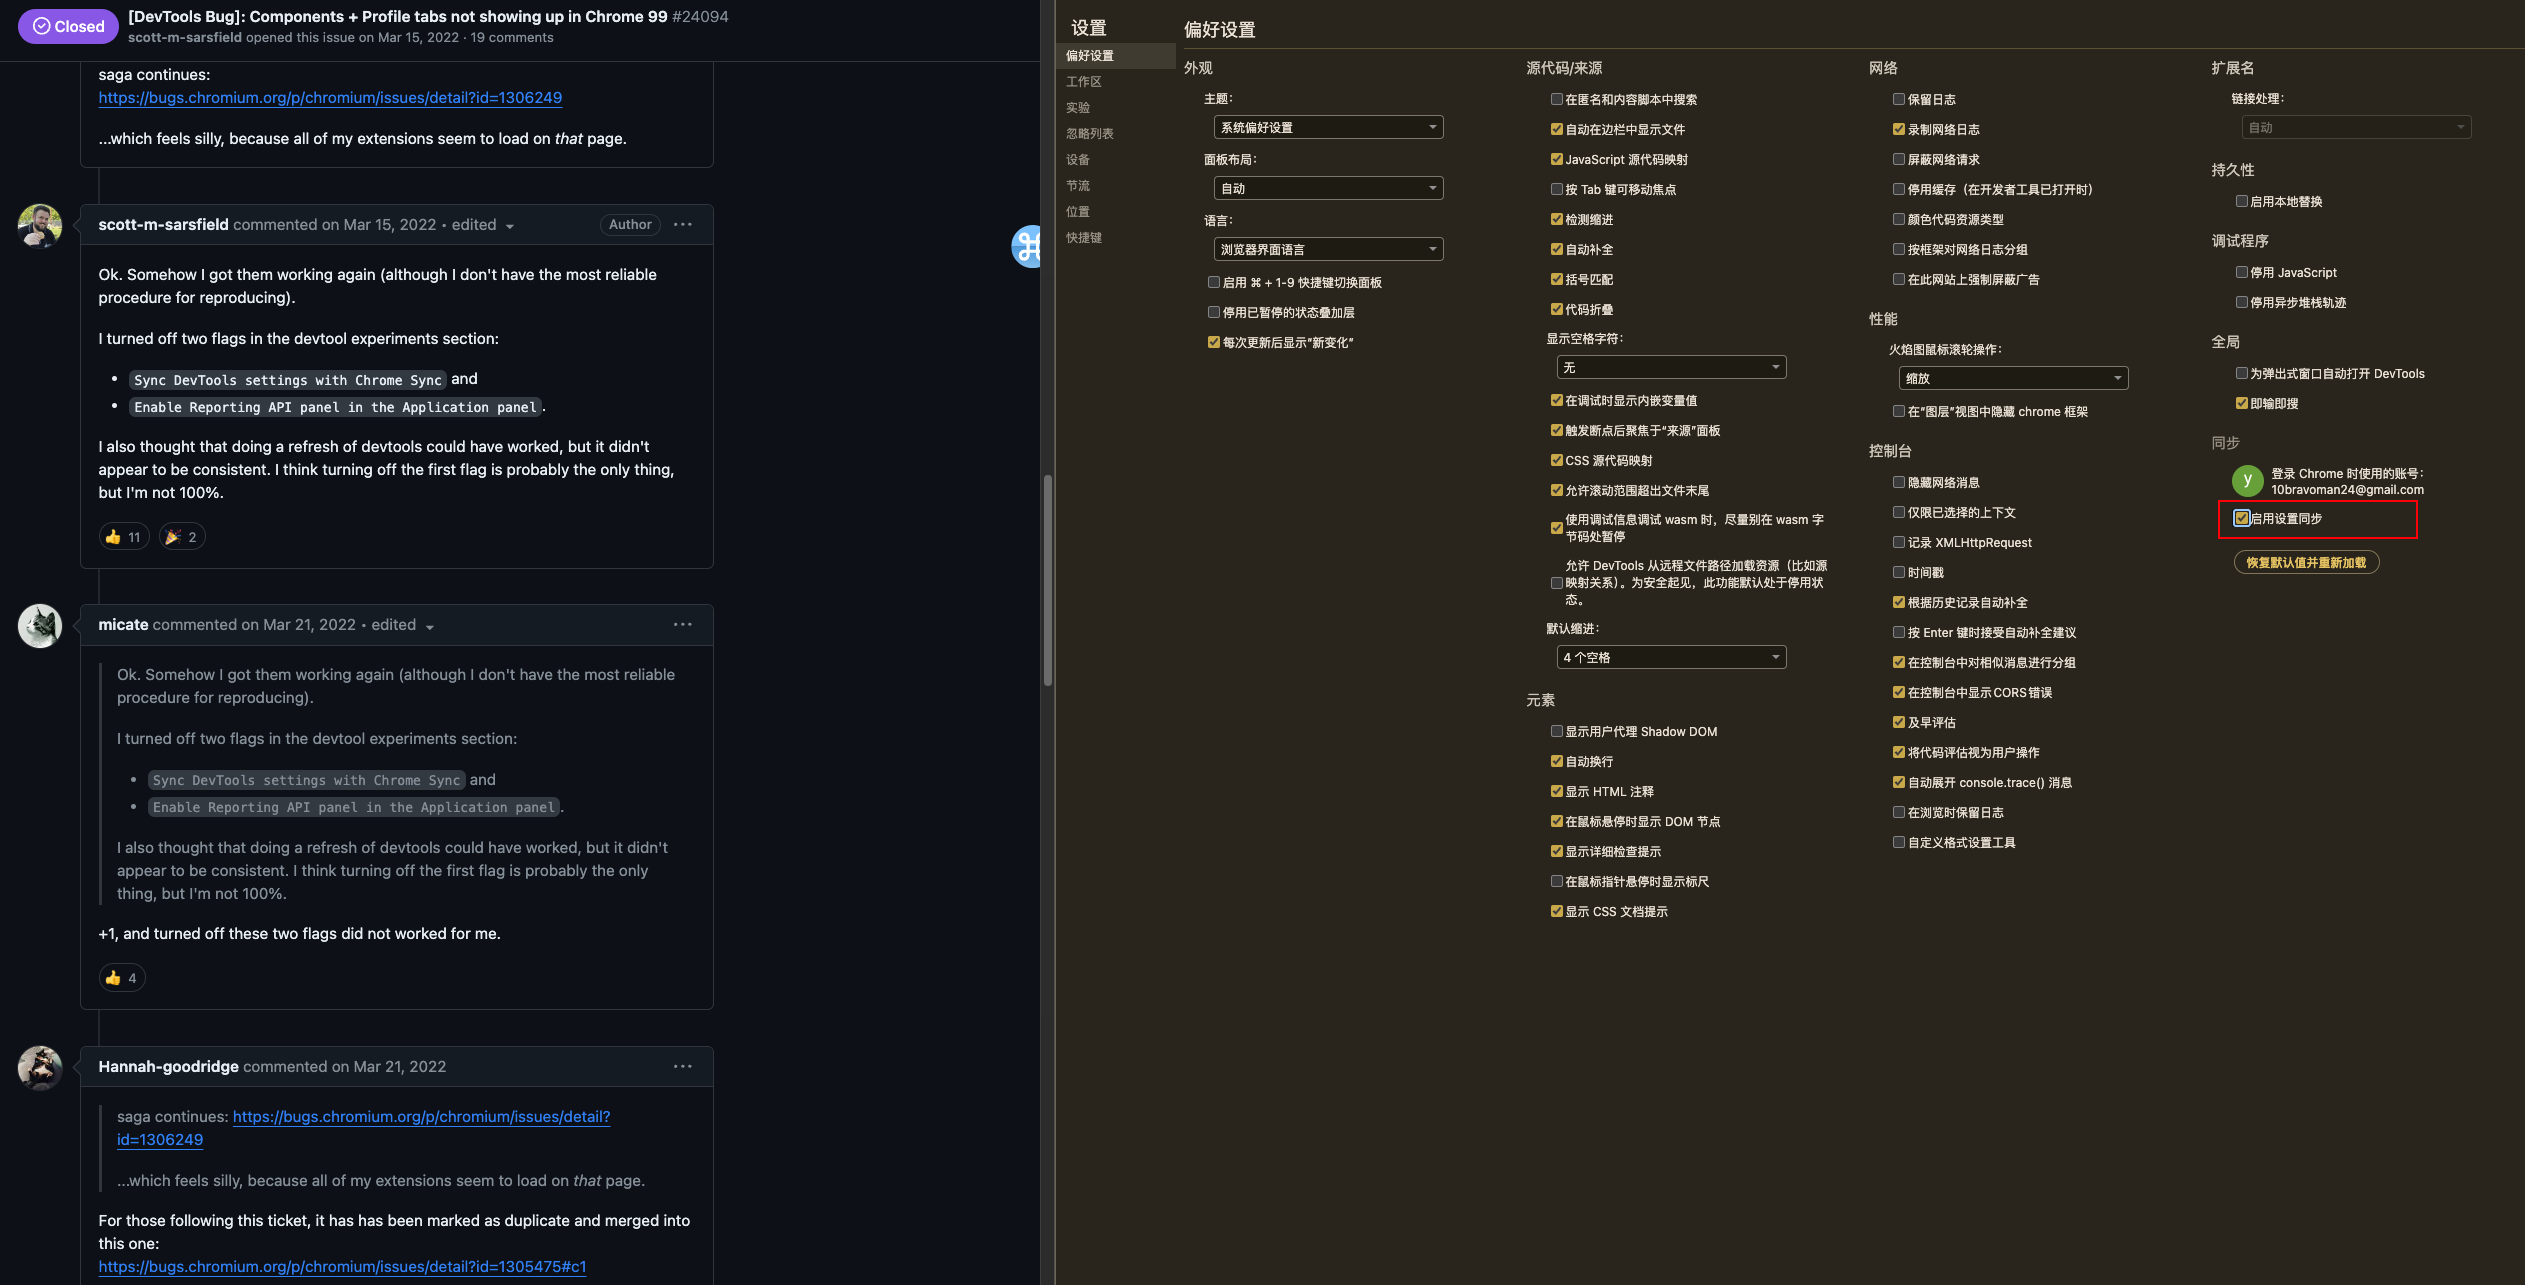 Closed
[DevTools Bug]: Components + Profile tabs not showing up in Chrome 99 #24094
scott-m-sarsfield opened this issue on Mar 15, 2022 · 19 comments
saga continues:
https://bugs.chromium.org/p/chromium/issues/detail?id=1306249
...which feels silly, because all of my extensions seem to load on that page.
scott-m-sarsfield commented on Mar 15, 2022 • edited
Author
Ok. Somehow I got them working again (although I don't have the most reliable
procedure for reproducing).
I turned off two flags in the devtool experiments section:
• Sync DevTools settings with Chrome Sync and
• Enable Reporting API panel in the Application panel.
I also thought that doing a refresh of devtools could have worked, but it didn't
appear to be consistent. I think turning off the first flag is probably the only thing,
but I'm not 100%.
👍 11 🎉 2
micate commented on Mar 21, 2022 • edited
Ok. Somehow I got them working again (although I don't have the most reliable
procedure for reproducing).
I turned off two flags in the devtool experiments section:
• Sync DevTools settings with Chrome Sync and
• Enable Reporting API panel in the Application panel.
I also thought that doing a refresh of devtools could have worked, but it didn't
appear to be consistent. I think turning off the first flag is probably the only
thing, but I'm not 100%.
+1, and turned off these two flags did not worked for me.
👍 4
Hannah-goodridge commented on Mar 21, 2022
saga continues: https://bugs.chromium.org/p/chromium/issues/detail?
id=1306249
...which feels silly, because all of my extensions seem to load on that page.
For those following this ticket, it has has been marked as duplicate and merged into
this one:
https://bugs.chromium.org/p/chromium/issues/detail?id=1305475#c1
设置
偏好设置
工作区
实验
忽略列表
设备
节流
位置
快捷键
偏好设置
外观
主题：
系统偏好设置
面板布局：
自动
语言：
浏览器界面语言
启用 ⌘ + 1-9 快捷键切换面板
停用已暂停的状态叠加层
每次更新后显示“新变化”
源代码/来源
在匿名和内容脚本中搜索
自动在边栏中显示文件
JavaScript 源代码映射
按 Tab 键可移动焦点
检测缩进
自动补全
括号匹配
代码折叠
显示空格字符：
无
在调试时显示内嵌变量值
触发断点后聚焦于“来源”面板
CSS 源代码映射
允许滚动范围超出文件末尾
使用调试信息调试 wasm 时，尽量别在 wasm 字
节码处暂停
允许 DevTools 从远程文件路径加载资源（比如源
映射关系）。为安全起见，此功能默认处于停用状
态。
默认缩进：
4 个空格
元素
显示用户代理 Shadow DOM
自动换行
显示 HTML 注释
在鼠标悬停时显示 DOM 节点
显示详细检查提示
在鼠标指针悬停时显示标尺
显示 CSS 文档提示
网络
保留日志
录制网络日志
屏蔽网络请求
停用缓存（在开发者工具已打开时）
颜色代码资源类型
按框架对网络日志分组
在此网站上强制屏蔽广告
性能
火焰图鼠标滚轮操作：
缩放
在“图层”视图中隐藏 chrome 框架
控制台
隐藏网络消息
仅限已选择的上下文
记录 XMLHttpRequest
时间戳
根据历史记录自动补全
按 Enter 键时接受自动补全建议
在控制台中对相似消息进行分组
在控制台中显示CORS错误
及早评估
将代码评估视为用户操作
自动展开 console.trace() 消息
在浏览时保留日志
自定义格式设置工具
扩展名
链接处理：
自动
持久性
启用本地替换
调试程序
停用 JavaScript
停用异步堆栈轨迹
全局
为弹出式窗口自动打开 DevTools
即输即搜
同步
y
登录 Chrome 时使用的账号：
10bravoman24@gmail.com
启用设置同步
恢复默认值并重新加载